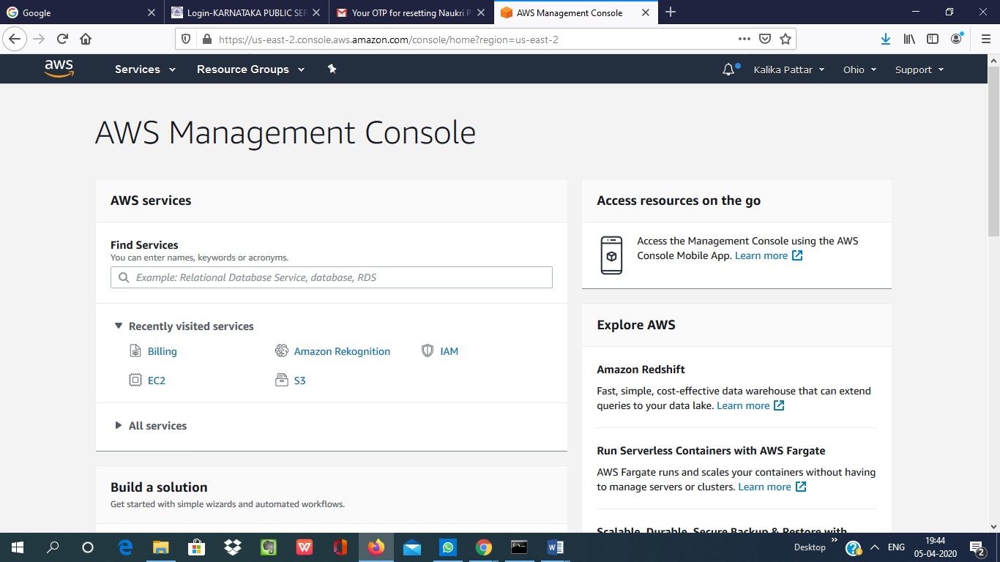 Google
Login-KARNATAKA PUBLIC SER
Your OTP for resetting Naukri P
AWS Management Console
https://us-east-2.console.aws.amazon.com/console/home?region=us-east-2
aws
Services
Resource Groups
Kalika Pattar
Ohio
Support
AWS Management Console
AWS services
Find Services
You can enter names, keywords or acronyms.
Example: Relational Database Service, database, RDS
Recently visited services
Billing
Amazon Rekognition
IAM
EC2
S3
All services
Build a solution
Get started with simple wizards and automated workflows.
Access resources on the go
Access the Management Console using the AWS
Console Mobile App. Learn more
Explore AWS
Amazon Redshift
Fast, simple, cost-effective data warehouse that can extend
queries to your data lake. Learn more
Run Serverless Containers with AWS Fargate
AWS Fargate runs and scales your containers without having
to manage servers or clusters. Learn more
Scalable, Durable, Secure Backup & Restore with
Desktop
ENG
19:44
05-04-2020
2